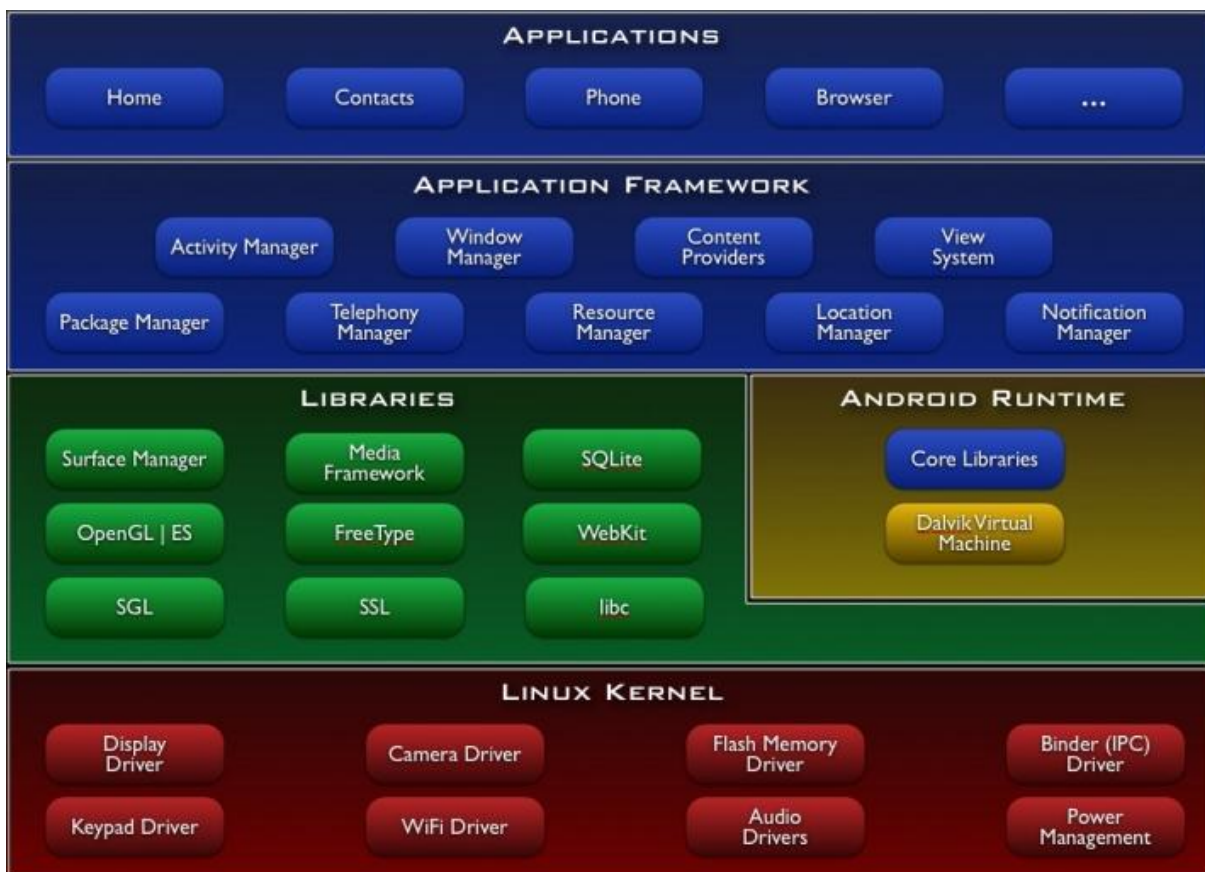 APPLICATIONS
Home
Contacts
Phone
Browser
...
APPLICATION FRAMEWORK
Activity Manager
Window
Manager
Content
Providers
View
System
Package Manager
Telephony
Manager
Resource
Manager
Location
Manager
Notification
Manager
LIBRARIES
Surface Manager
Media
Framework
SQLite
OpenGL | ES
FreeType
WebKit
SGL
SSL
libc
ANDROID RUNTIME
Core Libraries
Dalvik Virtual
Machine
LINUX KERNEL
Display
Driver
Camera Driver
Flash Memory
Driver
Binder (IPC)
Driver
Keypad Driver
WiFi Driver
Audio
Drivers
Power
Management